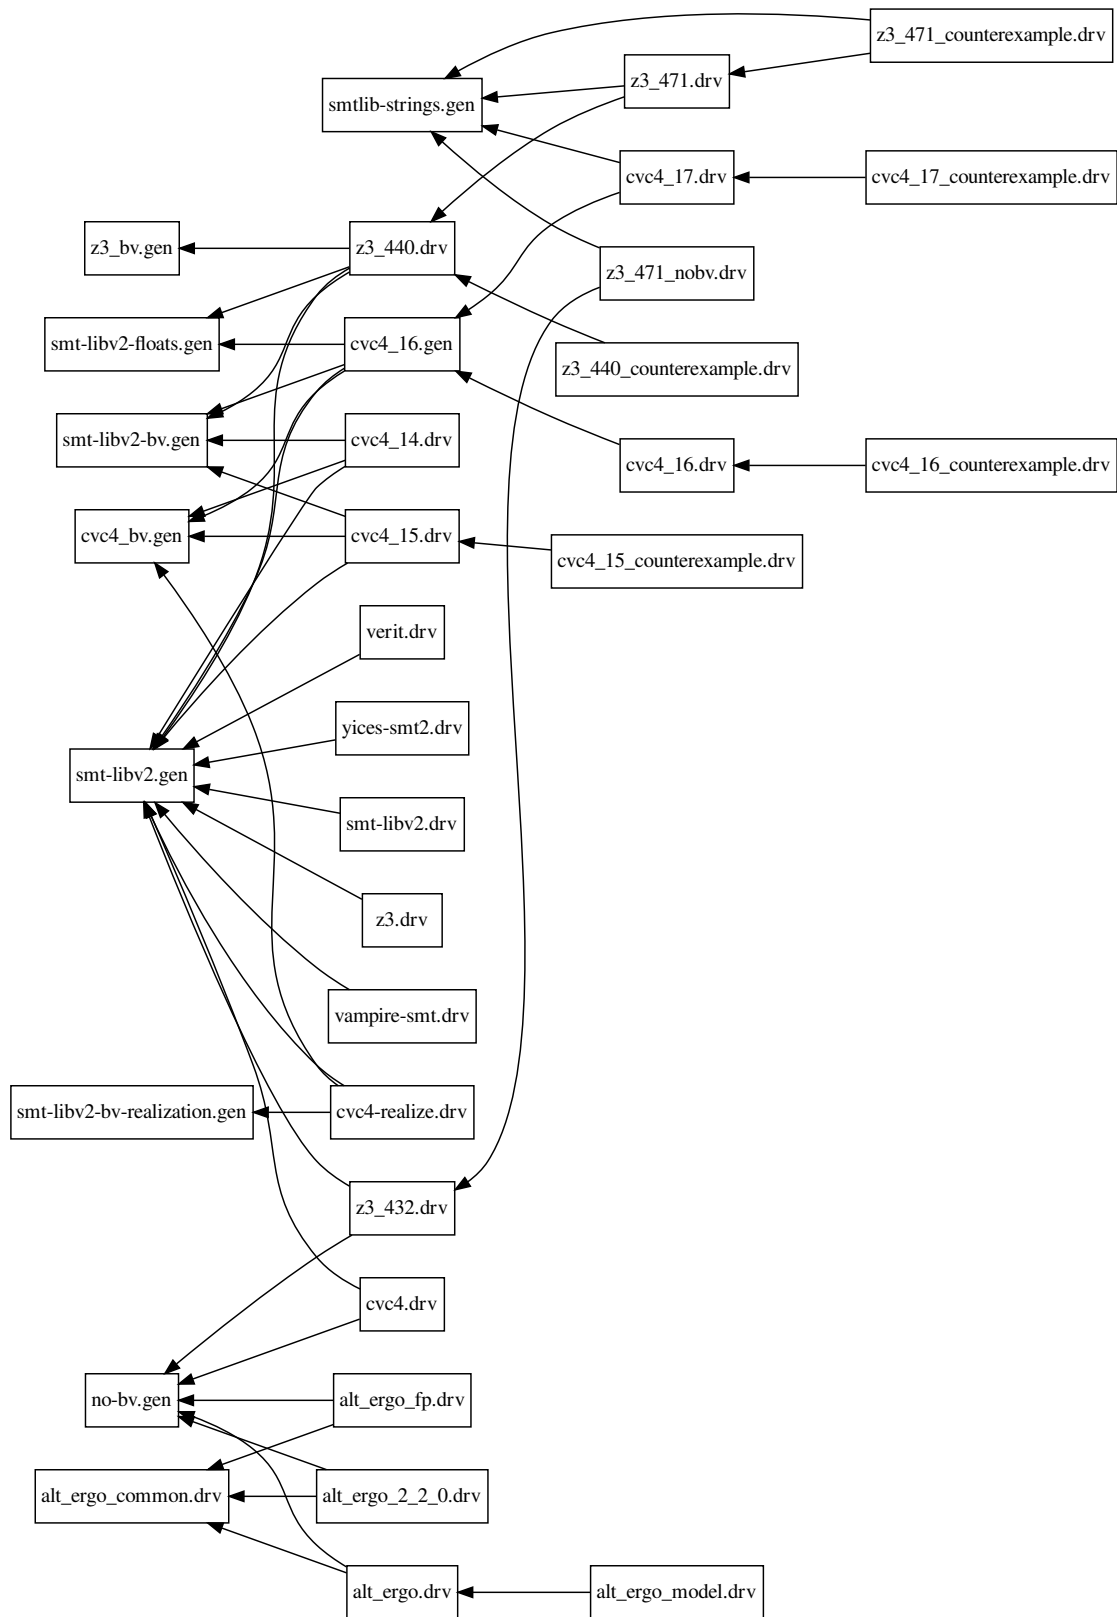 z3_471_counterexample.drv
z3_471.drv
smtlib-strings.gen
cvc4_17.drv
cvc4_17_counterexample.drv
z3_bv.gen
z3_440.drv
z3_471_nobv.drv
smt-libv2-floats.gen
cvc4_16.gen
z3_440_counterexample.drv
smt-libv2-bv.gen
cvc4_14.drv
cvc4_16.drv
cvc4_16_counterexample.drv
cvc4_bv.gen
cvc4_15.drv
cvc4_15_counterexample.drv
verit.drv
yices-smt2.drv
smt-libv2.gen
smt-libv2.drv
z3.drv
vampire-smt.drv
smt-libv2-bv-realization.gen
cvc4-realize.drv
z3_432.drv
cvc4.drv
no-bv.gen
alt_ergo_fp.drv
alt_ergo_common.drv
alt_ergo_2_2_0.drv
alt_ergo.drv
alt_ergo_model.drv